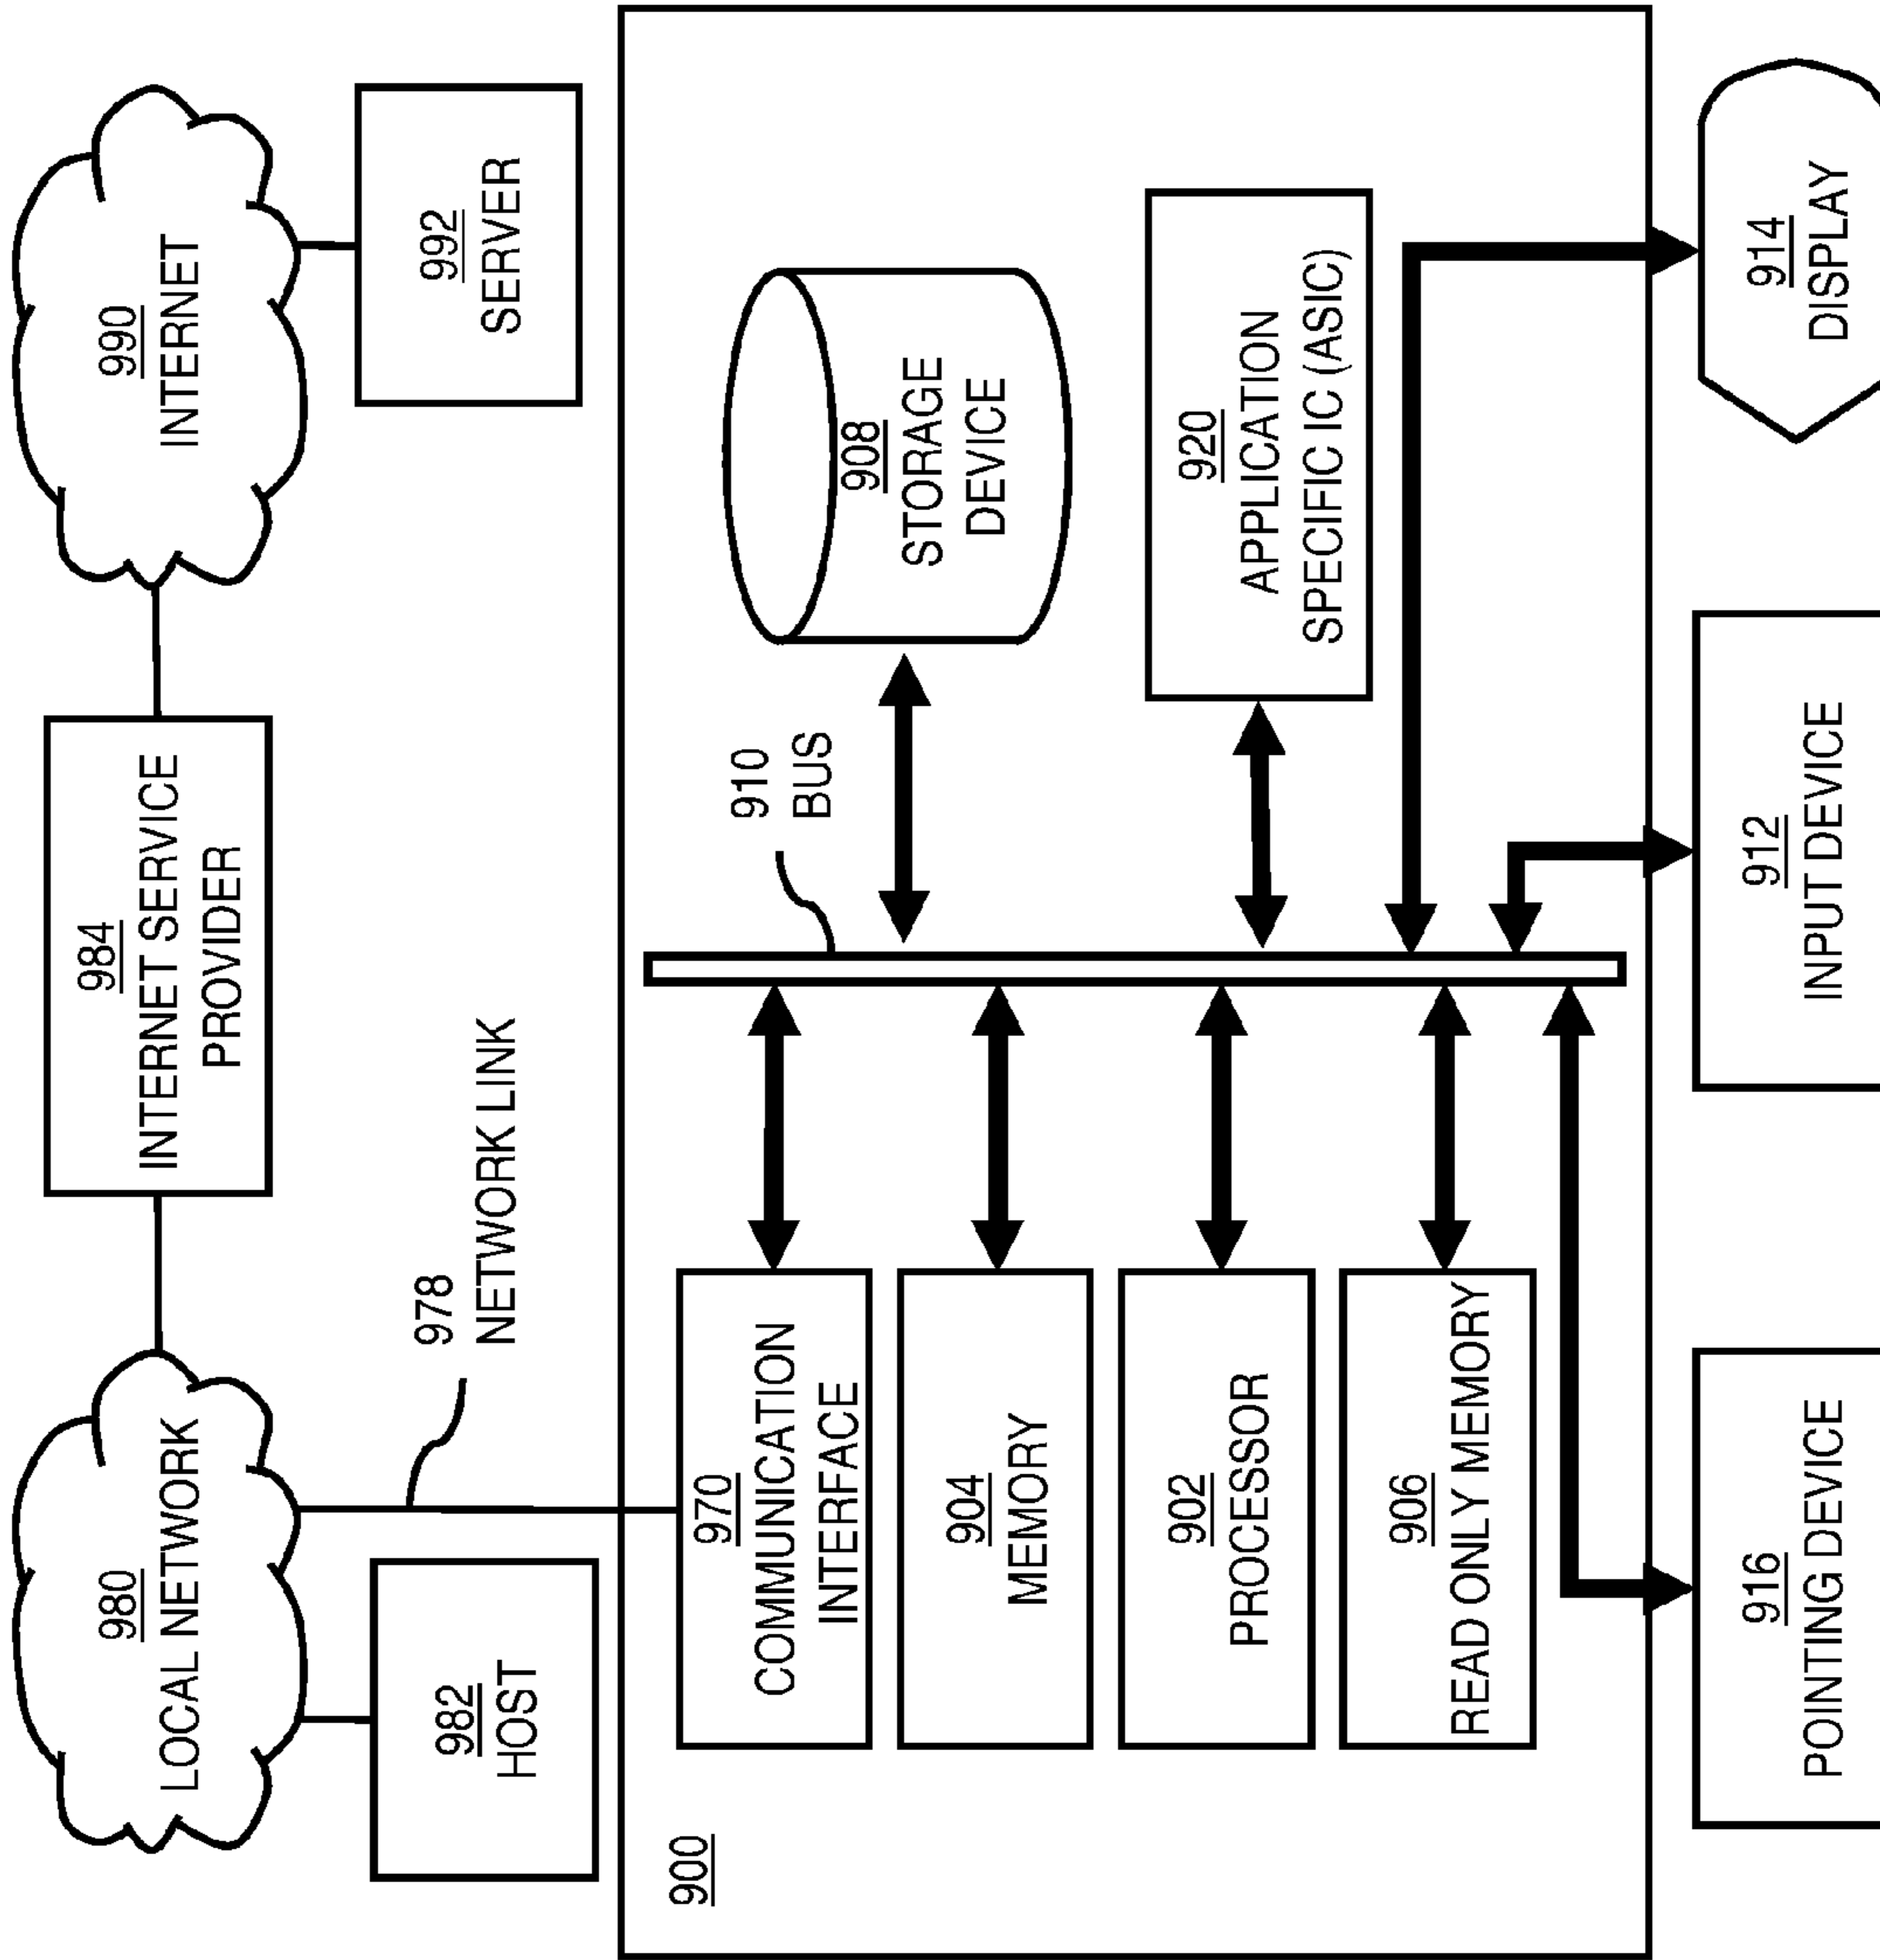 980
LOCAL NETWORK
984
INTERNET SERVICE
PROVIDER
990
INTERNET
982
HOST
978
NETWORK LINK
992
SERVER
900
970
COMMUNICATION
INTERFACE
910
BUS
908
STORAGE
DEVICE
904
MEMORY
902
PROCESSOR
920
APPLICATION
SPECIFIC IC (ASIC)
906
READ ONLY MEMORY
916
POINTING DEVICE
912
INPUT DEVICE
914
DISPLAY